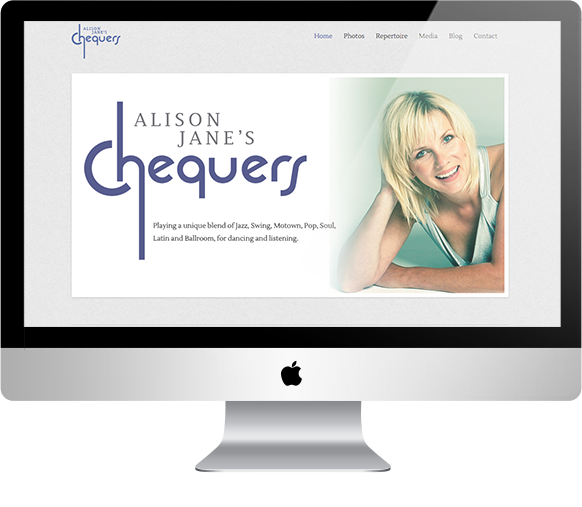 ALISON
JANE'S
Chequers
Home Photos Repertoire Media Blog Contact
ALISON
JANE'S
Chequers
Playing a unique blend of Jazz, Swing, Motown, Pop, Soul,
Latin and Ballroom, for dancing and listening.